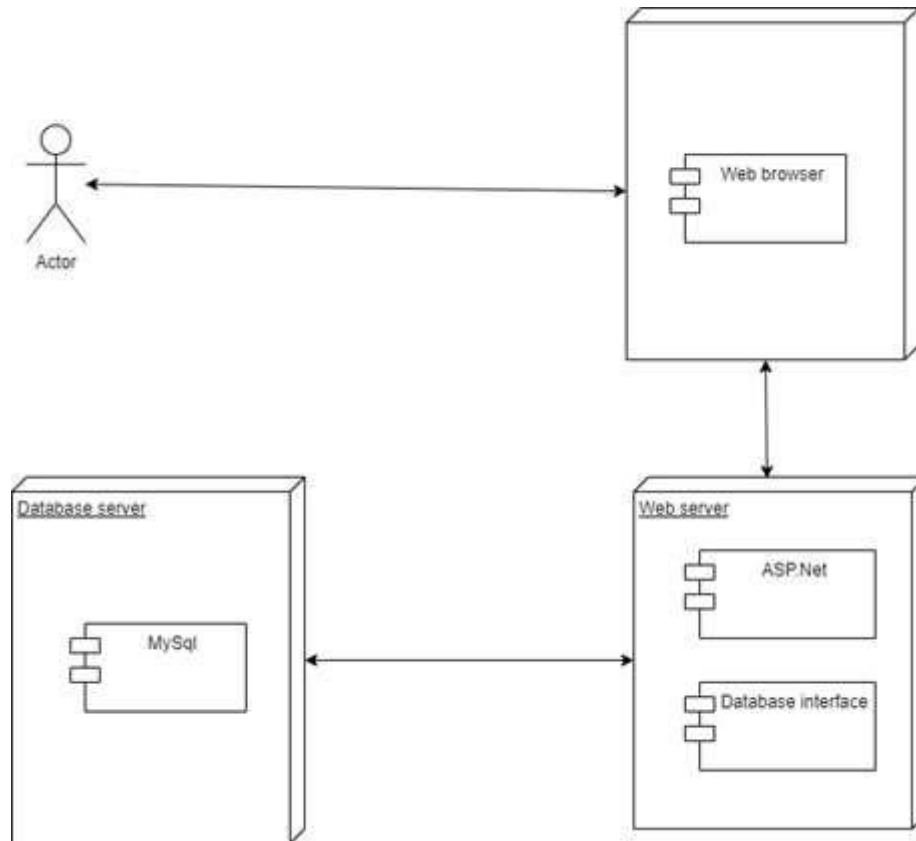 Web browser
Actor
Database server
Web server
ASP.Net
MySql
Database interface